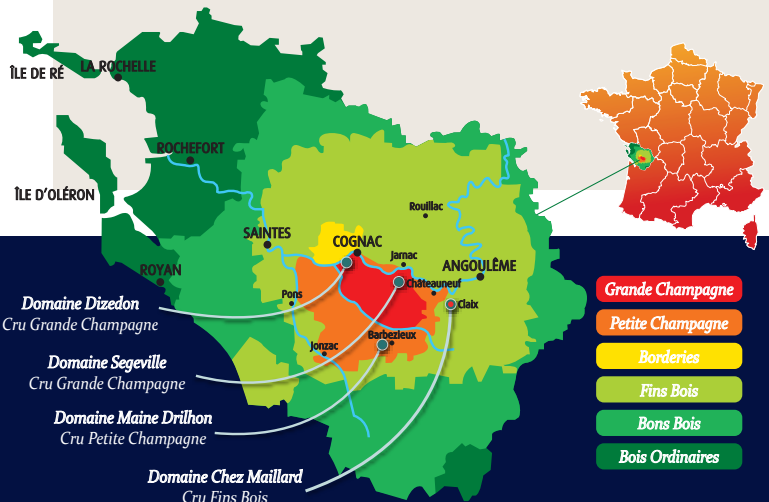 ÎLE DE RÉ
LA ROCHELLE
ROCHEFORT
ÎLE D'OLÉRON
Rouillac
SAINTES
COGNAC
Jarnac
ANGOULÊME
ROYAN
Châteauneuf
Pons
Claix
Barbezieux
Jonzac
Domaine Dizedon
Cru Grande Champagne
Domaine Segeville
Cru Grande Champagne
Domaine Maine Drilhon
Cru Petite Champagne
Domaine Chez Maillard
Cru Fins Bois
Grande Champagne
Petite Champagne
Borderies
Fins Bois
Bons Bois
Bois Ordinaires